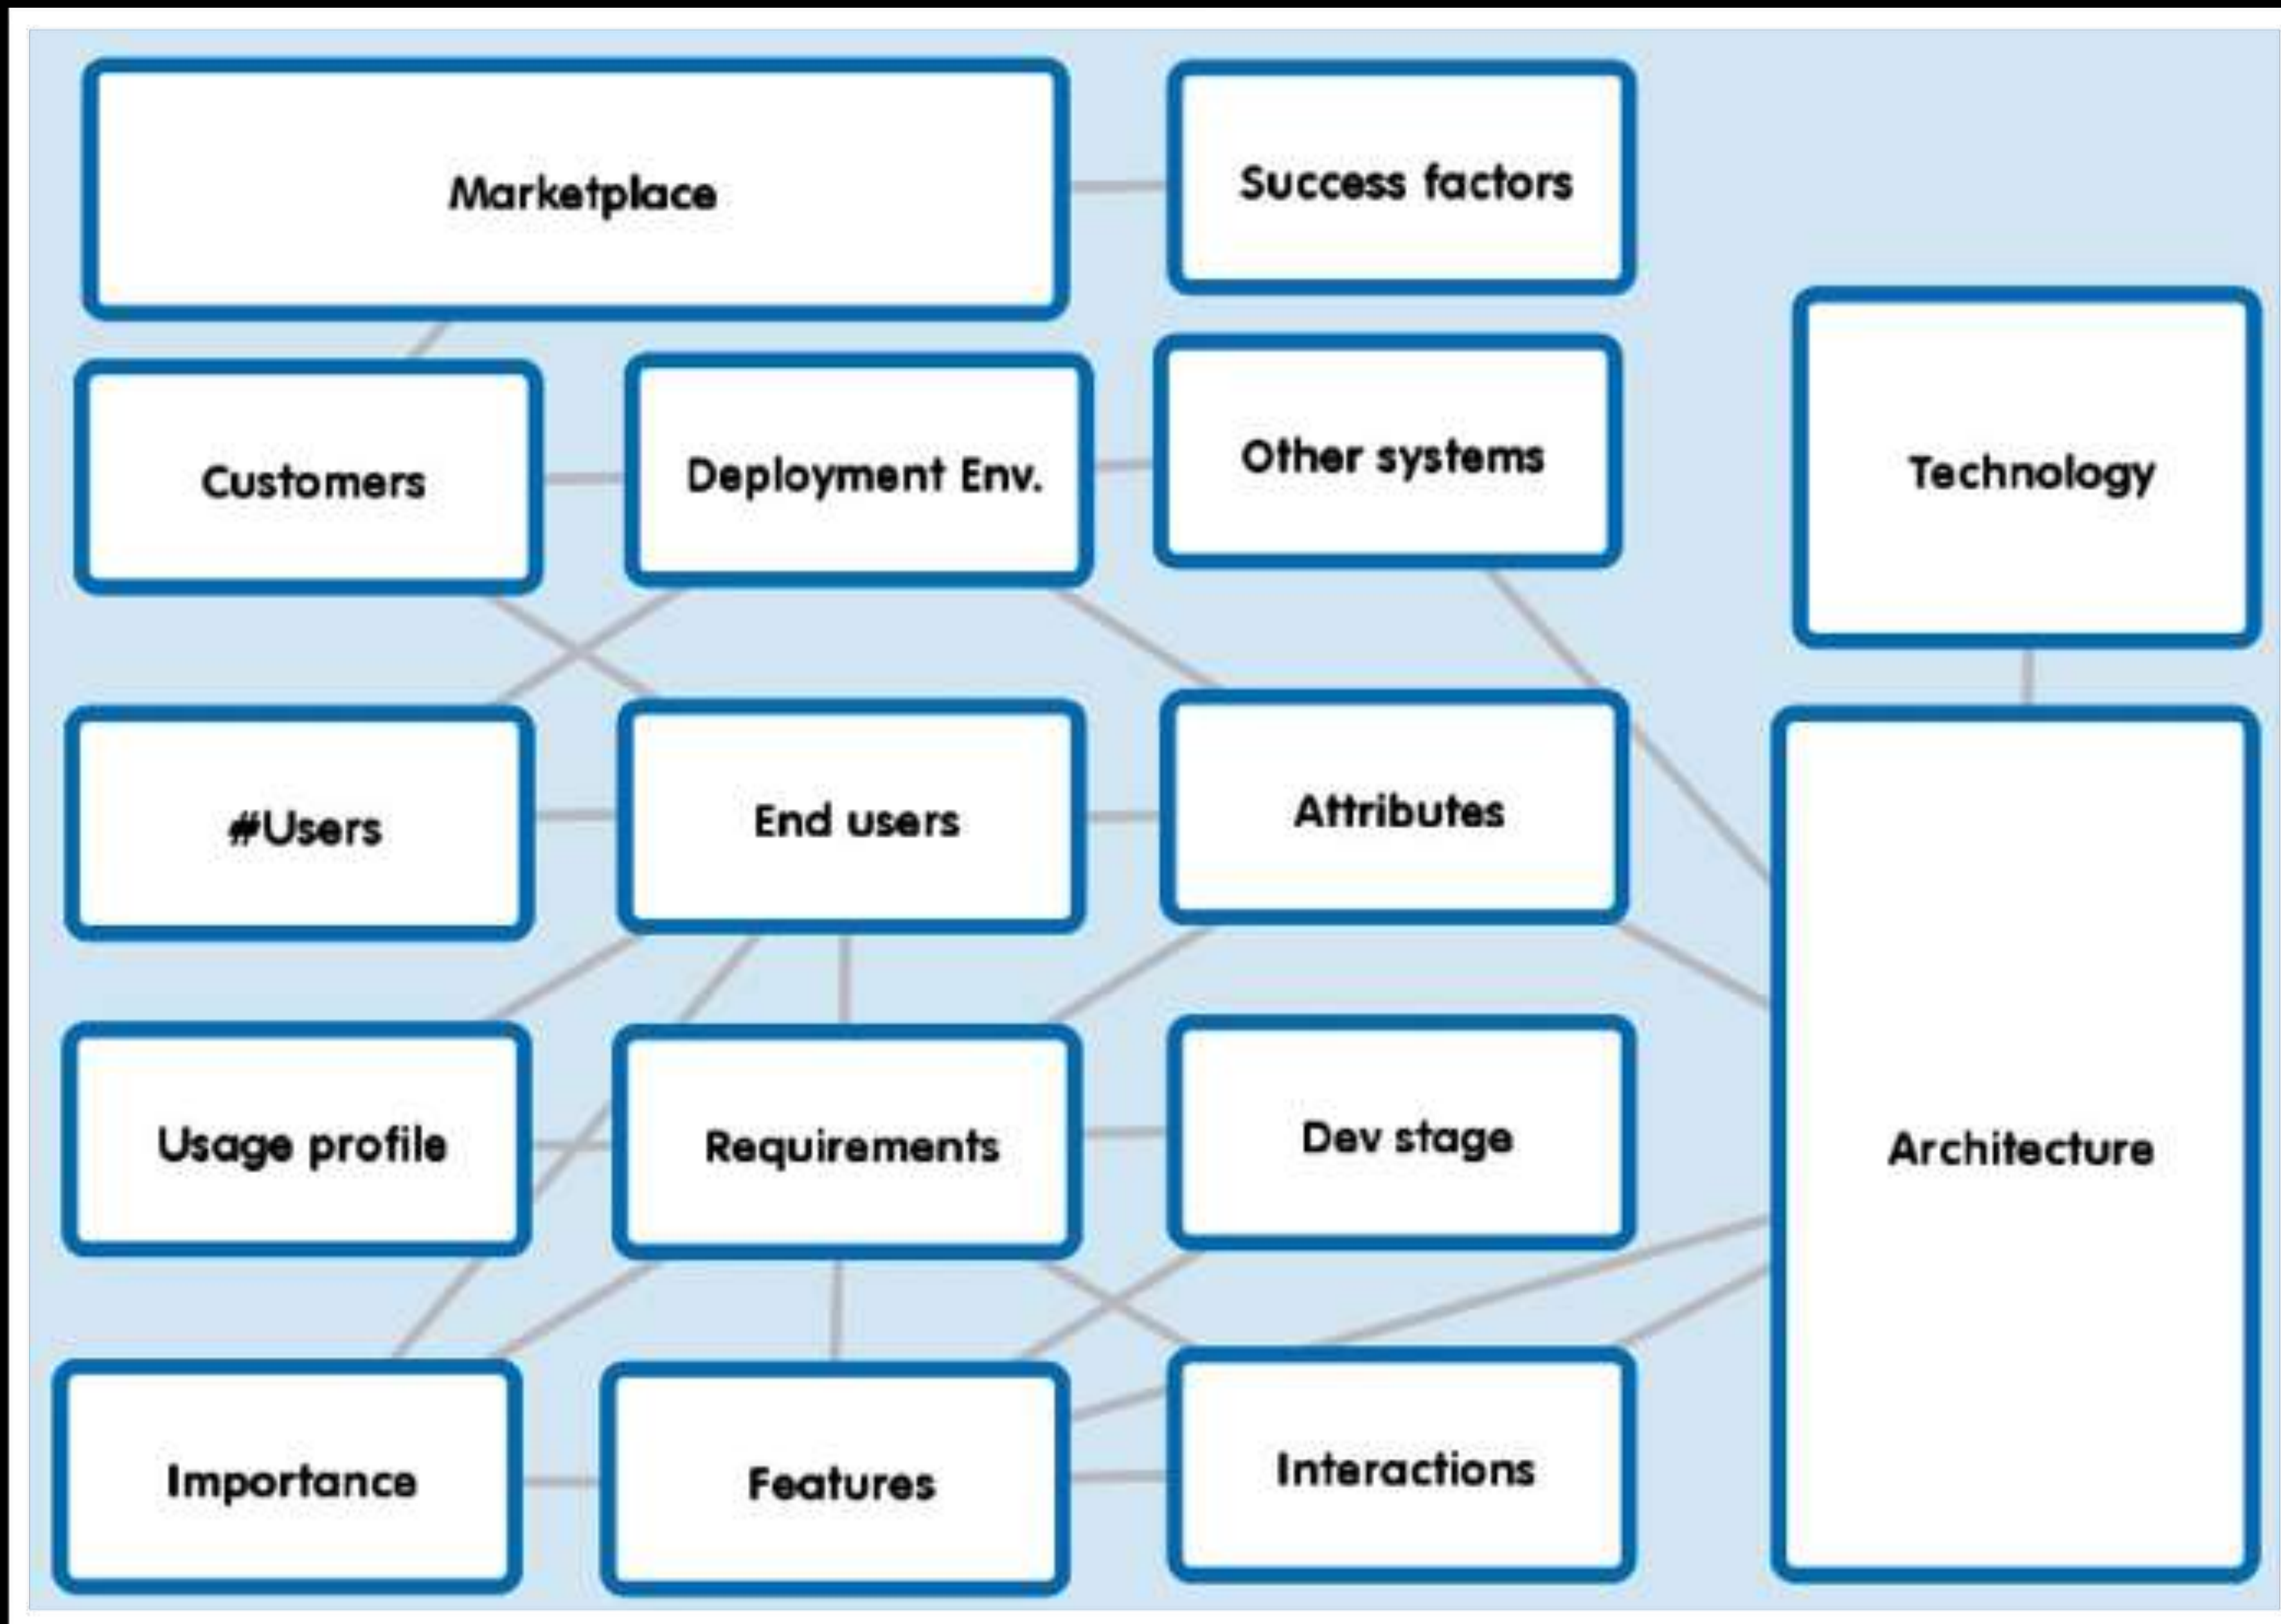 Marketplace
Success factors
Customers
Deployment Env.
Other systems
Technology
#Users
End users
Attributes
Usage profile
Requirements
Dev stage
Architecture
Importance
Features
Interactions